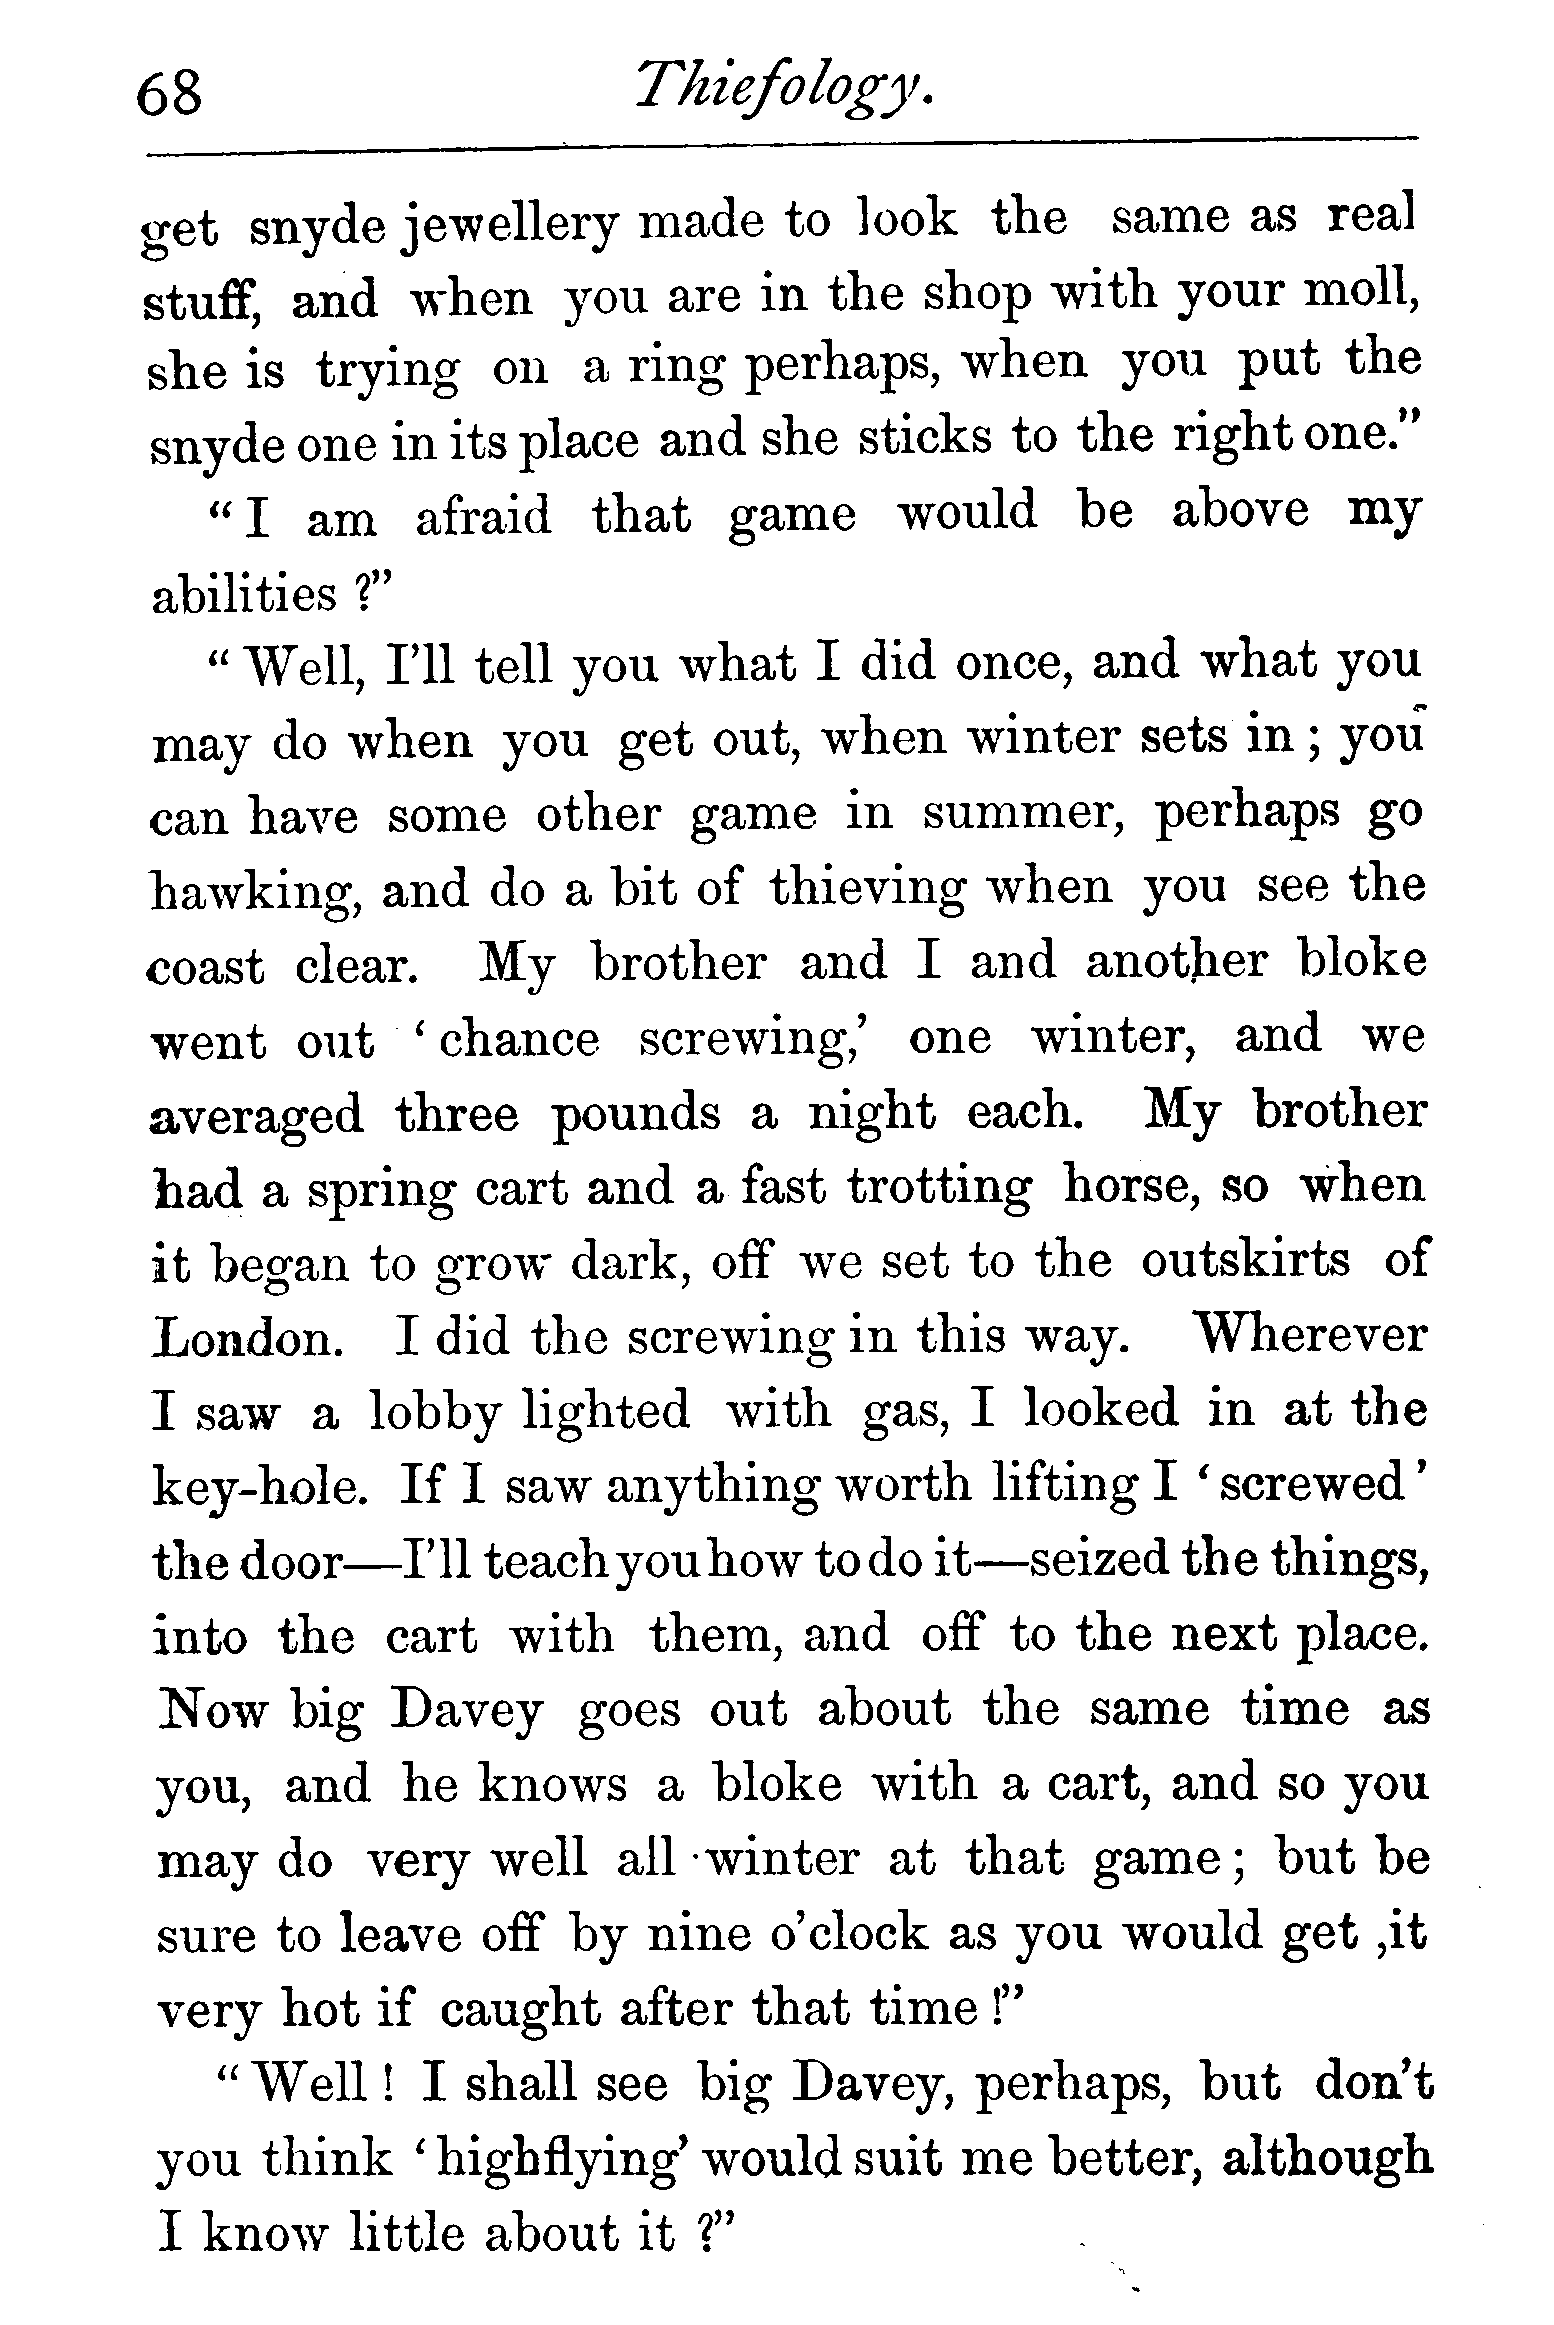 68 Thiefology.
get snyde jewellery made to look the same as real
stuff, and when you are in the shop with your moll,
she is trying on a ring perhaps, when you put the
snyde one in its place and she sticks to the right one."
"I am afraid that game would be above my
abilities ?"
"Well, I'll tell you what I did once, and what you
may do when you get out, when winter sets in ; you
can have some other game in summer, perhaps go
hawking, and do a bit of thieving when you see the
coast clear. My brother and I and another bloke
went out 'chance screwing,' one winter, and we
averaged three pounds a night each. My brother
had a spring cart and a fast trotting horse, so when
it began to grow dark, off we set to the outskirts of
London. I did the screwing in this way. Wherever
I saw a lobby lighted with gas, I looked in at the
key-hole. If I saw anything worth lifting I 'screwed'
the door—I'll teach you how to do it—seized the things,
into the cart with them, and off to the next place.
Now big Davey goes out about the same time as
you, and he knows a bloke with a cart, and so you
may do very well all winter at that game ; but be
sure to leave off by nine o'clock as you would get ,it
very hot if caught after that time !"
"Well ! I shall see big Davey, perhaps, but don't
you think 'highflying' would suit me better, although
I know little about it ?"